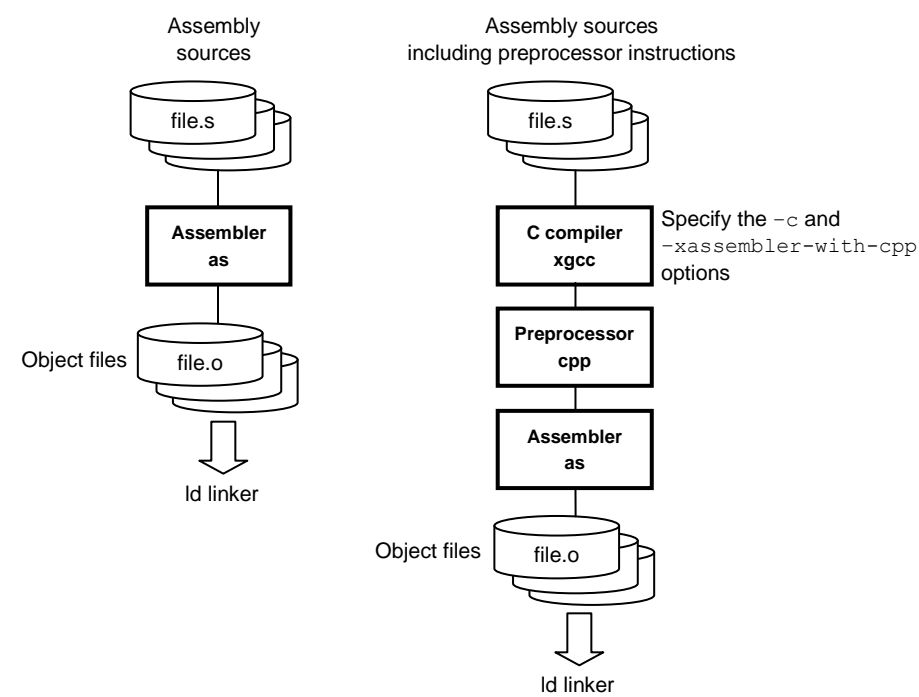 Assembly
sources
file.s
Assembler
as
Object files
file.o
ld linker
Assembly sources
including preprocessor instructions
file.s
C compiler
xgcc
Specify the –c and
–xassembler-with-cpp
options
Preprocessor
cpp
Assembler
as
Object files
file.o
ld linker